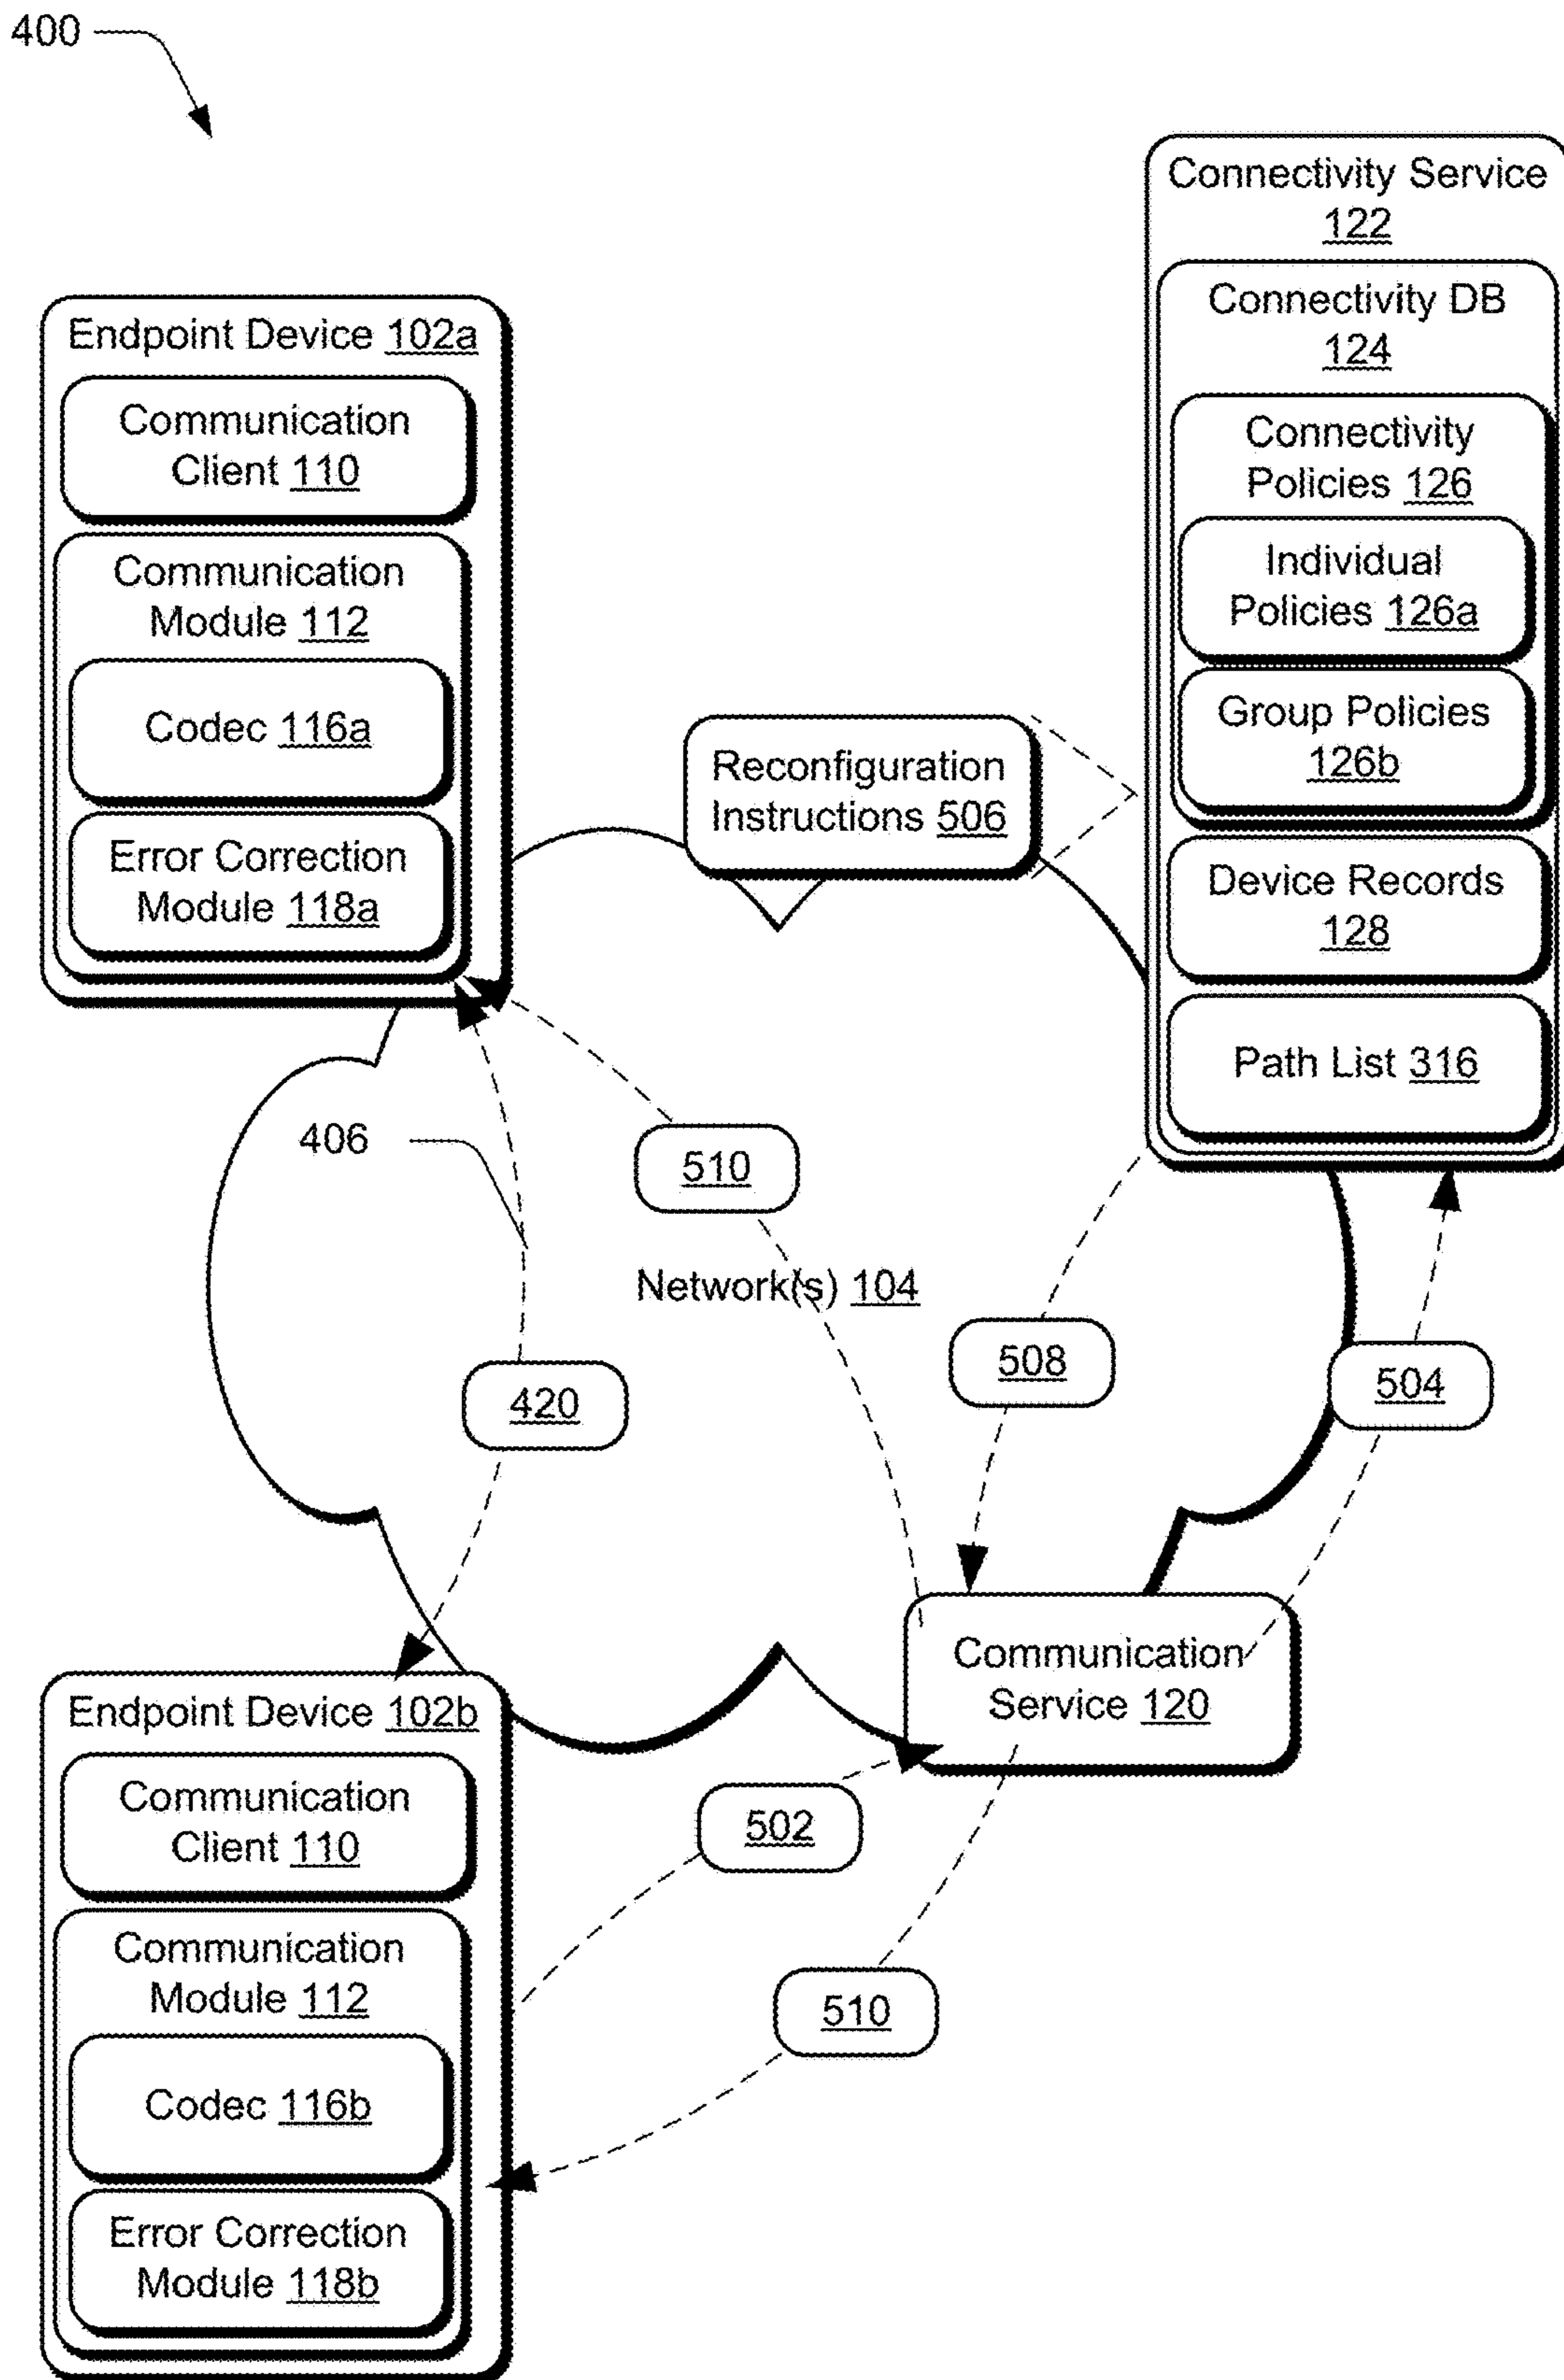 400
Connectivity Service
122
Connectivity DB
124
Connectivity
Policies 126
Individual
Policies 126a
Group Policies
126b
Device Records
128
Path List 316
Endpoint Device 102a
Communication
Client 110
Communication
Module 112
Codec 116a
Error Correction
Module 118a
Reconfiguration
Instructions 506
406
510
Network(s) 104
508
504
420
Communication
Service 120
Endpoint Device 102b
Communication
Client 110
Communication
Module 112
Codec 116b
Error Correction
Module 118b
502
510